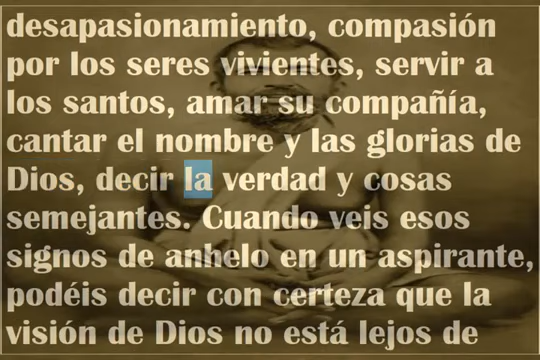 desapasionamiento, compasión
por los seres vivientes, servir a
los santos, amar su compañía,
cantar el nombre y las glorias de
Dios, decir la verdad y cosas
semejantes. Cuando veis esos
signos de anhelo en un aspirante,
podéis decir con certeza que la
visión de Dios no está lejos de